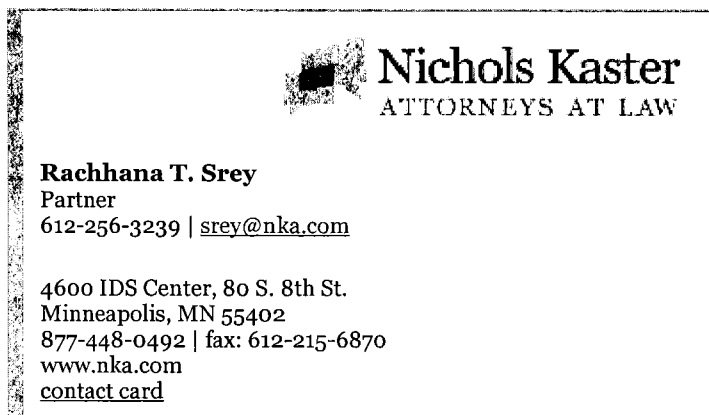 Nichols Kaster
ATTORNEYS AT LAW
Rachhana T. Srey
Partner
612-256-3239 | srey@nka.com
4600 IDS Center, 80 S. 8th St.
Minneapolis, MN 55402
877-448-0492 | fax: 612-215-6870
www.nka.com
contact card